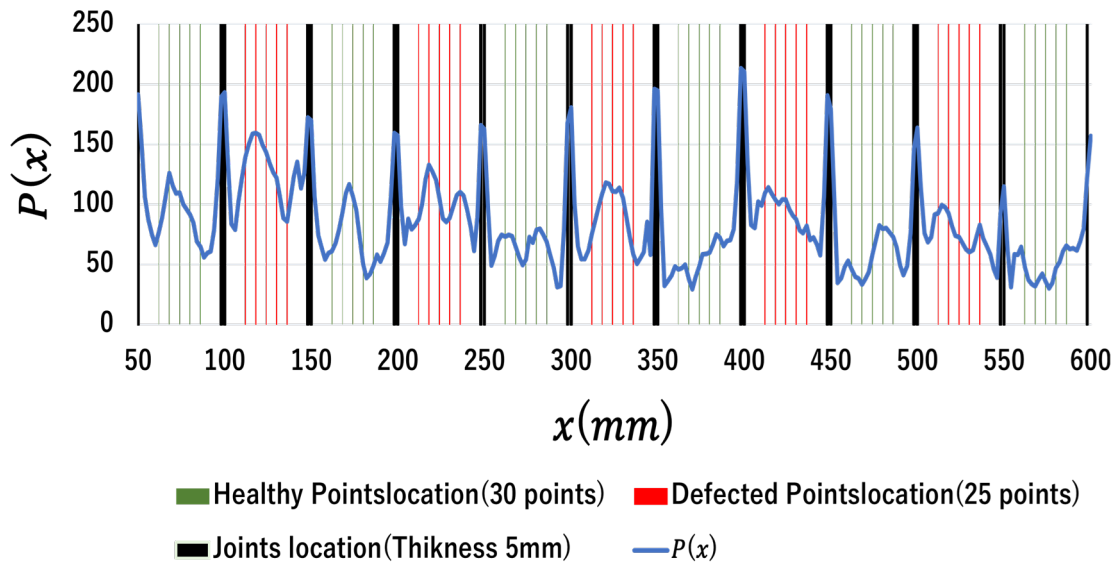 250
200
150
100
50
0
P(x)
50 100 150 200 250 300 350 400 450 500 550 600
x(mm)
Healthy Pointslocation(30 points) Defected Pointslocation(25 points)
Joints location(Thikness 5mm) P(x)